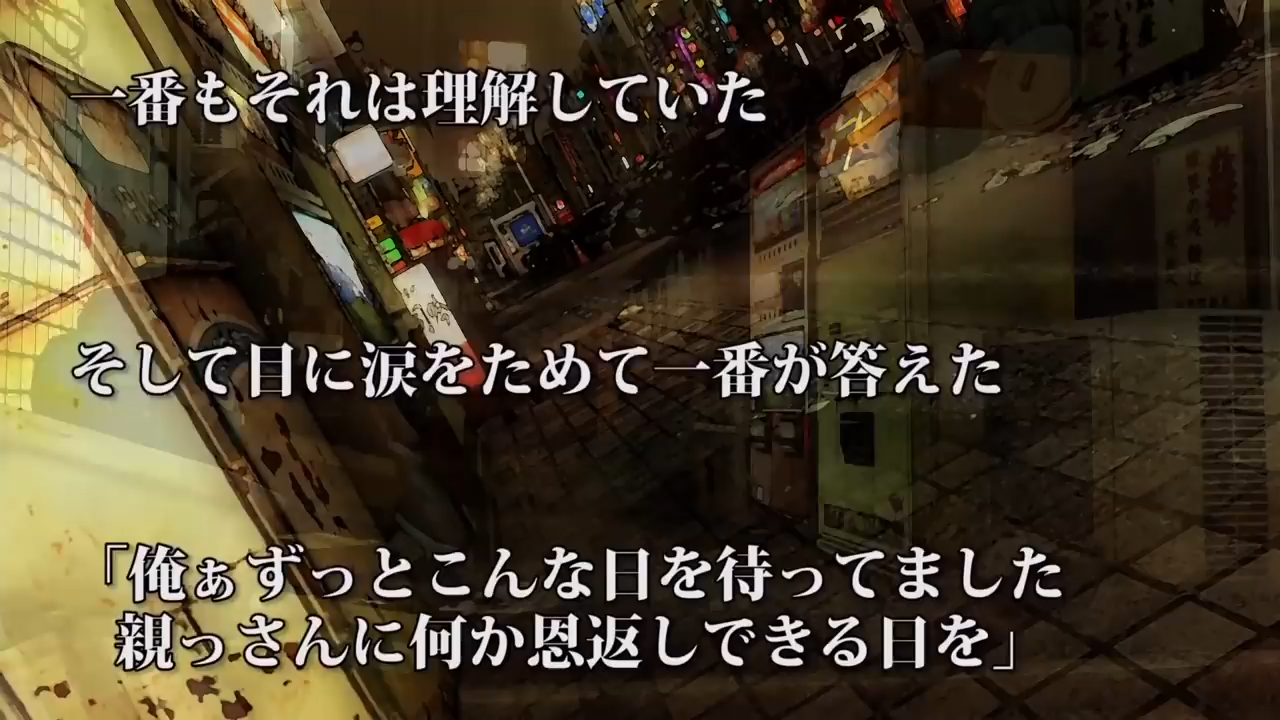 一番もそれは理解していた
そして目に涙をためて一番が答えた
「俺ぁずっとこんな日を待ってました
親っさんに何か恩返しできる日を」